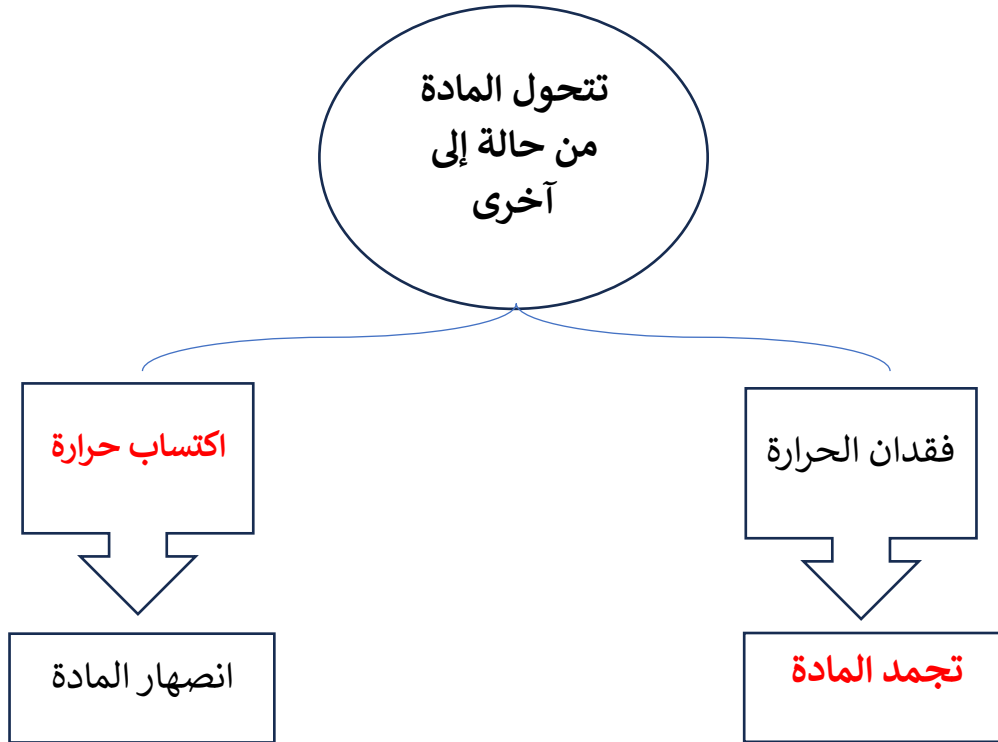 تتحول المادة
من حالة إلى
آخرى
فقدان الحرارة
اكتساب حرارة
تجمد المادة
انصهار المادة